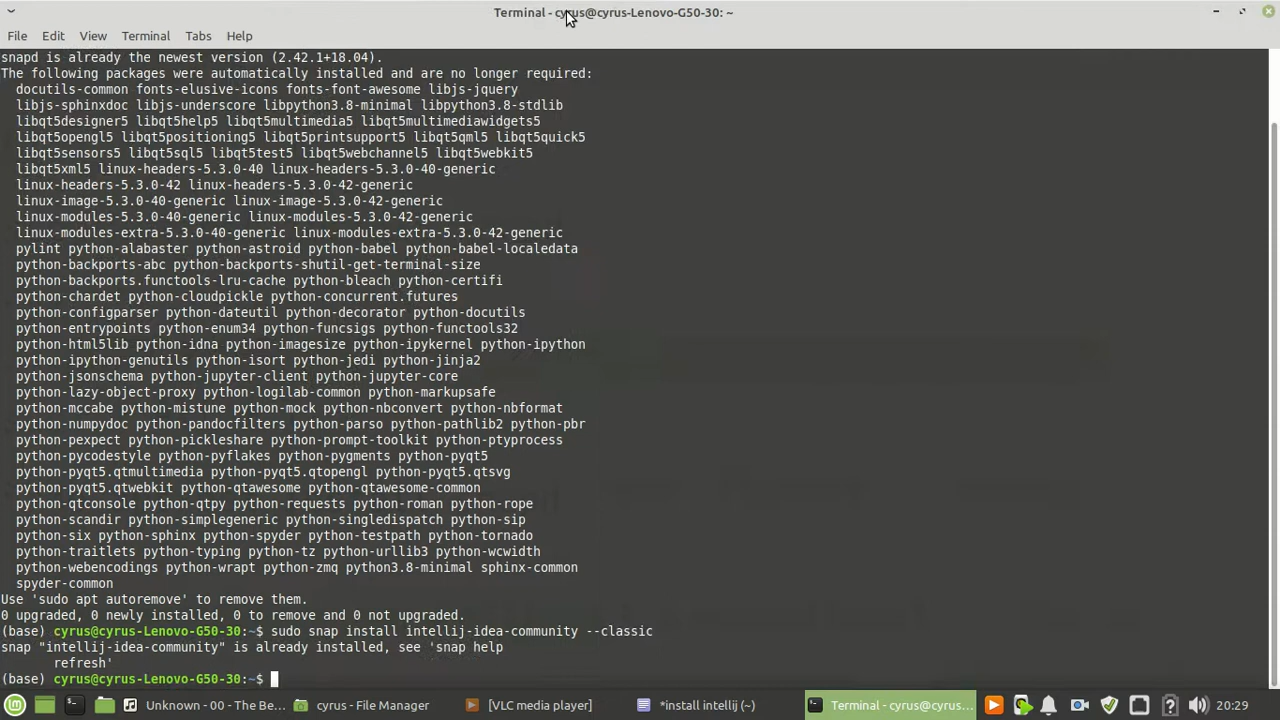 Terminal - cyrus@cyrus-Lenovo-G50-30: ~
File Edit View Terminal Tabs Help
snapd is already the newest version (2.42.1+18.04).
The following packages were automatically installed and are no longer required:
docutils-common fonts-elusive-icons fonts-font-awesome libjs-jquery
libjs-sphinxdoc libjs-underscore libpython3.8-minimal libpython3.8-stdlib
libqt5designer5 libqt5help5 libqt5multimedia5 libqt5multimediawidgets5
libqt5opengl5 libqt5positioning5 libqt5printsupport5 libqt5qml5 libqt5quick5
libqt5sensors5 libqt5sql5 libqt5test5 libqt5webchannel5 libqt5webkit5
libqt5xml5 linux-headers-5.3.0-40 linux-headers-5.3.0-40-generic
linux-headers-5.3.0-42 linux-headers-5.3.0-42-generic
linux-image-5.3.0-40-generic linux-image-5.3.0-42-generic
linux-modules-5.3.0-40-generic linux-modules-5.3.0-42-generic
linux-modules-extra-5.3.0-40-generic linux-modules-extra-5.3.0-42-generic
pylint python-alabaster python-astroid python-babel python-babel-localedata
python-backports-abc python-backports-shutil-get-terminal-size
python-backports.functools-lru-cache python-bleach python-certifi
python-chardet python-cloudpickle python-concurrent.futures
python-configparser python-dateutil python-decorator python-docutils
python-entrypoints python-enum34 python-funcsigs python-functools32
python-html5lib python-idna python-imagesize python-ipykernel python-ipython
python-ipython-genutils python-isort python-jedi python-jinja2
python-jsonschema python-jupyter-client python-jupyter-core
python-lazy-object-proxy python-logilab-common python-markupsafe
python-mccabe python-mistune python-mock python-nbconvert python-nbformat
python-numpydoc python-pandocfilters python-parso python-pathlib2 python-pbr
python-pexpect python-pickleshare python-prompt-toolkit python-ptyprocess
python-pycodestyle python-pyflakes python-pygments python-pyqt5
python-pyqt5.qtmultimedia python-pyqt5.qtopengl python-pyqt5.qtsvg
python-pyqt5.qtwebkit python-qtawesome python-qtawesome-common
python-qtconsole python-qtpy python-requests python-roman python-rope
python-scandir python-simplegeneric python-singledispatch python-sip
python-six python-sphinx python-spyder python-testpath python-tornado
python-traitlets python-typing python-tz python-urllib3 python-wcwidth
python-webencodings python-wrapt python-zmq python3.8-minimal sphinx-common
spyder-common
Use 'sudo apt autoremove' to remove them.
0 upgraded, 0 newly installed, 0 to remove and 0 not upgraded.
(base) cyrus@cyrus-Lenovo-G50-30:~$ sudo snap install intellij-idea-community --classic
snap "intellij-idea-community" is already installed, see 'snap help
refresh'
(base) cyrus@cyrus-Lenovo-G50-30:~$
Unknown - 00 - The Be... cyrus - File Manager [VLC media player] *install intellij (~) Terminal - cyrus@cyrus... 20:29